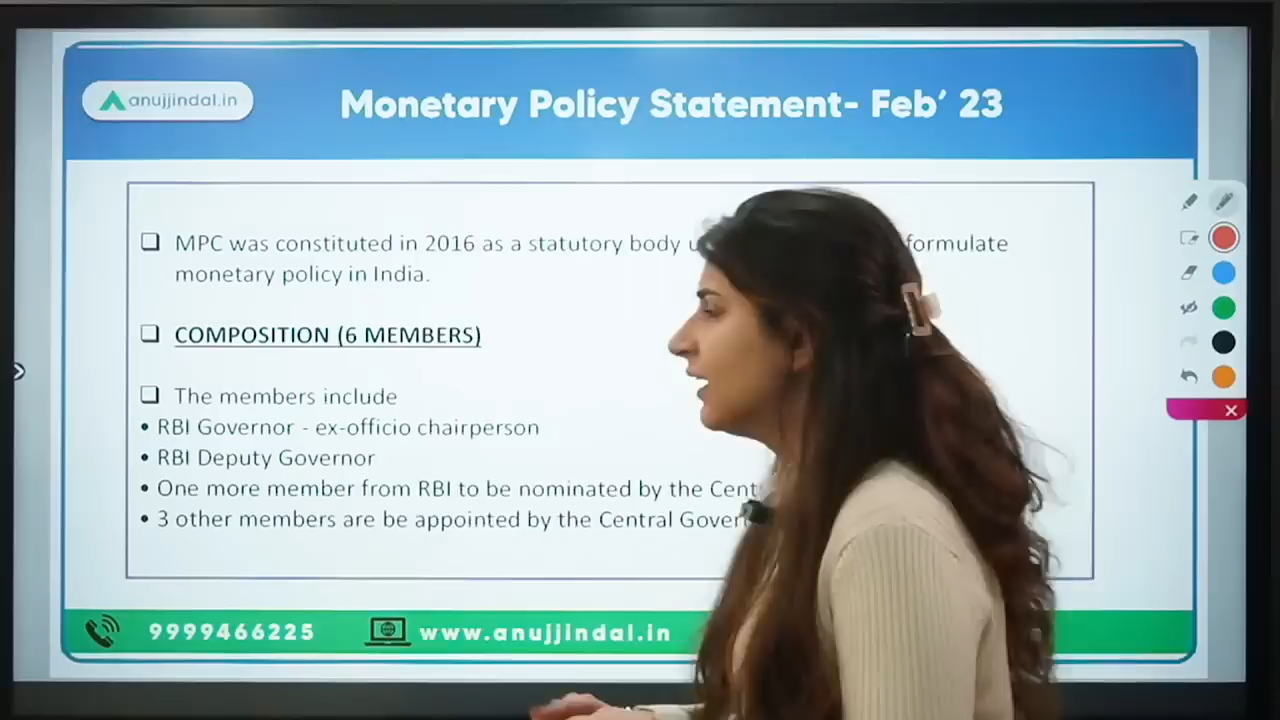 anujjindal.in
Monetary Policy Statement- Feb’ 23
❑ MPC was constituted in 2016 as a statutory body formulate
monetary policy in India.
❑ COMPOSITION (6 MEMBERS)
❑ The members include
• RBI Governor - ex-officio chairperson
• RBI Deputy Governor
• One more member from RBI to be nominated by the
• 3 other members are be appointed by the Central
9999466225
www.anujjindal.in